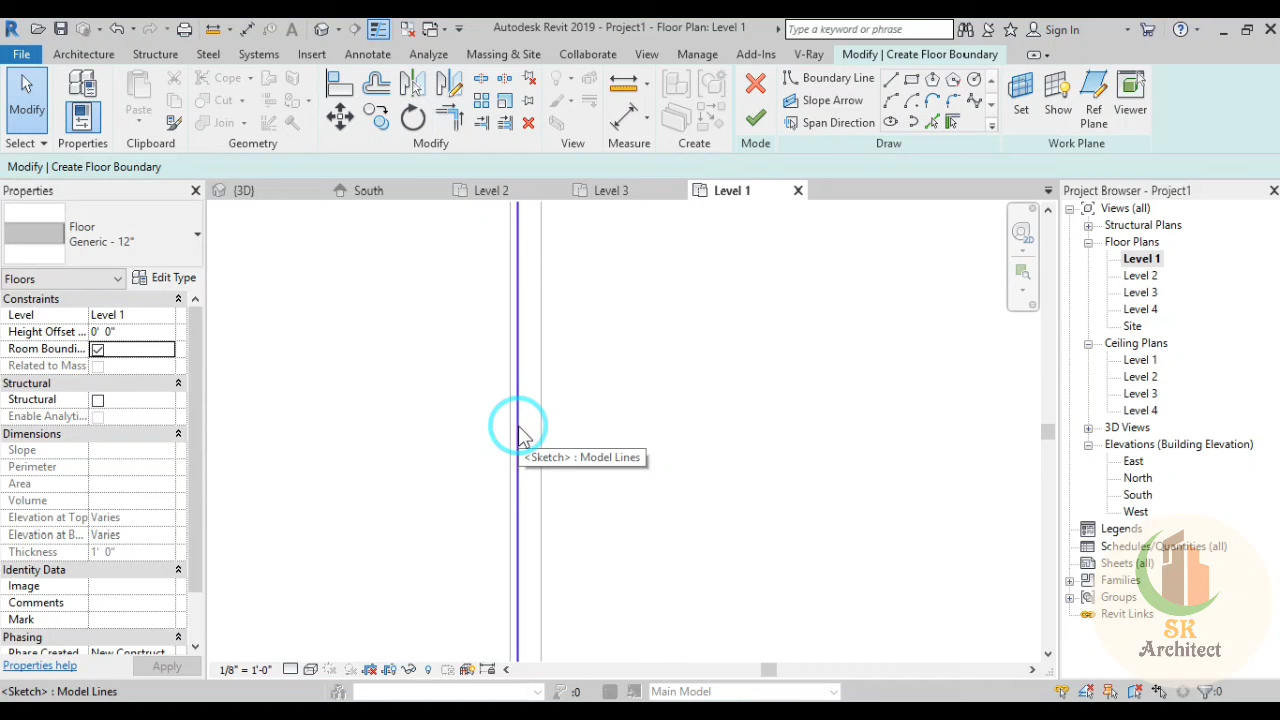 Autodesk Revit 2019 - Project1 - Floor Plan: Level 1
Type a keyword or phrase
Sign In
File
Architecture
Structure
Steel
Systems
Insert
Annotate
Analyze
Massing & Site
Collaborate
View
Manage
Add-Ins
V-Ray
Modify | Create Floor Boundary
Modify
Paste
Cope
Cut
Join
Boundary Line
Slope Arrow
Span Direction
Set
Show
Ref
Plane
Viewer
Select
Properties
Clipboard
Geometry
Modify
View
Measure
Create
Mode
Draw
Work Plane
Modify | Create Floor Boundary
Properties
{3D}
South
Level 2
Level 3
Level 1
Project Browser - Project1
Floor
Generic - 12"
Floors
Edit Type
Constraints
Level Level 1
Height Offset ... 0' 0"
Room Boundi...
Related to Mass
Structural
Structural
Enable Analyti...
Dimensions
Slope
Perimeter
Area
Volume
Elevation at Top Varies
Elevation at B... Varies
Thickness 1' 0"
Identity Data
Image
Comments
Mark
Phasing
Phase Created New Construct...
Properties help
Apply
2D
<Sketch> : Model Lines
Views (all)
Structural Plans
Floor Plans
Level 1
Level 2
Level 3
Level 4
Site
Ceiling Plans
Level 1
Level 2
Level 3
Level 4
3D Views
Elevations (Building Elevation)
East
North
South
West
Legends
Schedules/Quantities (all)
Sheets (all)
Families
Groups
Revit Links
SK
Architect
1/8" = 1'-0"
<Sketch> : Model Lines
:0
Main Model
:0